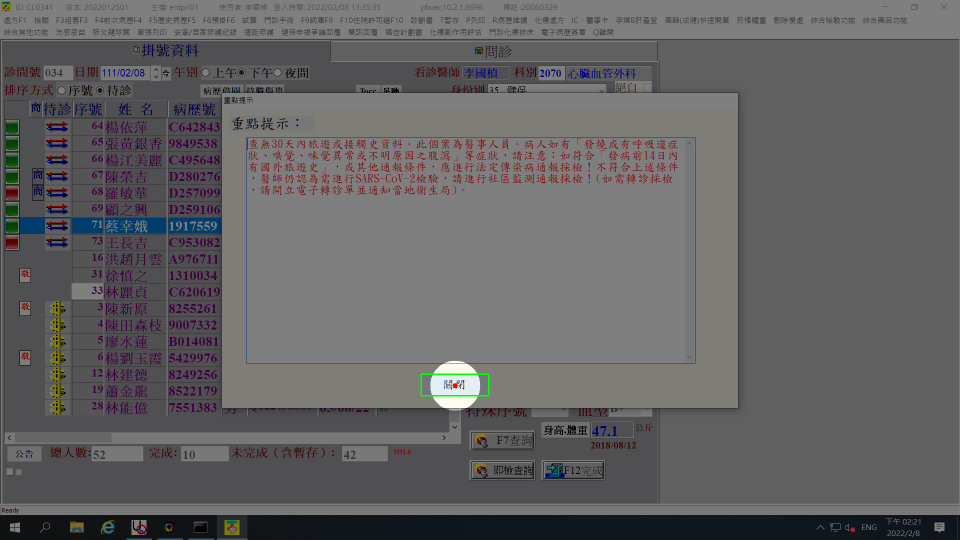 ID: CL0341 版本: 2022012501 主機: entpil01 使用者: 李國楨 登入時間: 2022/02/08 13:35:35 pbver:10.2.1.9696 標註:20060329
掛號資料 問診
診間號 034 日期 111/02/08 今 午別 上午 下午 夜間 看診醫師 李國楨 科別 2070 心臟血管外科
排序方式 序號 待診
商 待診 序號 姓 名 病歷號
64 楊依萍 C642843
65 張黃銀香 9849538
66 楊江美麗 C495648
67 陳榮吉 D280276
商
68 羅敏華 D257099
商
69 顧之興 D259106
71 蔡幸娥 1917559
73 王長吉 C953082
16 洪趙月雲 A976711
敬 31 徐慎之 1310034
33 林麗貞 C620619
敬 3 陳新原 8255261
4 陳田森枝 9007332
5 廖水蓮 B014081
敬 6 楊劉玉霞 5429976
12 林建德 8249256
19 蕭金龍 8522179
28 林能億 7551383
重點提示
重點提示：
查無30天內旅遊或接觸史資料。此個案為醫事人員。病人如有「發燒或有呼吸道症
狀、嗅覺、味覺異常或不明原因之腹瀉」等症狀，請注意：如符合「發病前14日內
有國外旅遊史」，或其他通報條件，應進行法定傳染病通報採檢！不符合上述條件
，醫師仍認為需進行SARS-CoV-2檢驗，請進行社區監測通報採檢！(如需轉診採檢
，請開立電子轉診單並通知當地衛生局)。
關閉
特殊序號 血型
F7查詢 身高.體重 47.1 公斤
2018/08/12
公告 總人數: 52 完成: 10 未完成（含暫存）: 42
即檢查詢 F12完成
Ready
ENG 下午 02:21
2022/2/8